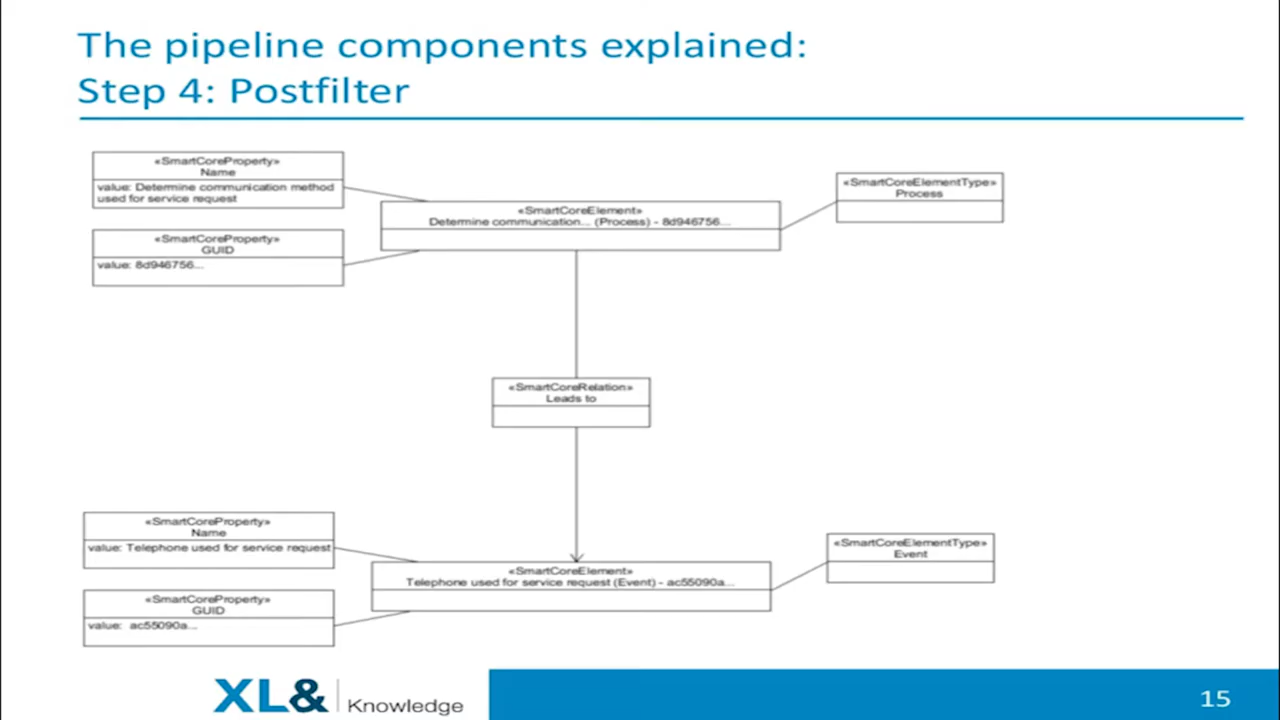 The pipeline components explained:
Step 4: Postfilter
«SmartCoreProperty»
Name
value: Determine communication method
used for service request
«SmartCoreProperty»
GUID
value: 8d946756...
«SmartCoreElement»
Determine communication... (Process) - 8d946756...
«SmartCoreElementType»
Process
«SmartCoreRelation»
Leads to
«SmartCoreProperty»
Name
value: Telephone used for service request
«SmartCoreProperty»
GUID
value: ac55090a...
«SmartCoreElement»
Telephone used for service request (Event) - ac55090a...
«SmartCoreElementType»
Event
XL& Knowledge
15